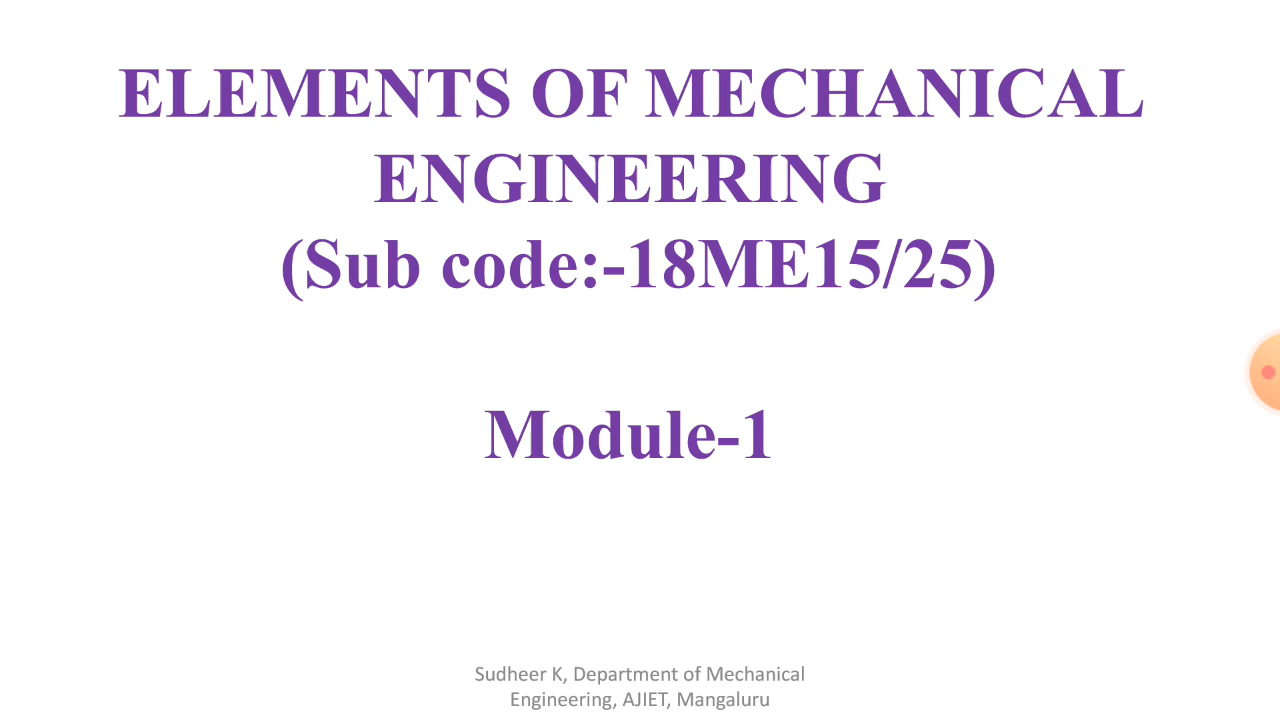 ELEMENTS OF MECHANICAL
ENGINEERING
(Sub code:-18ME15/25)
Module-1
Sudheer K, Department of Mechanical
Engineering, AJIET, Mangaluru